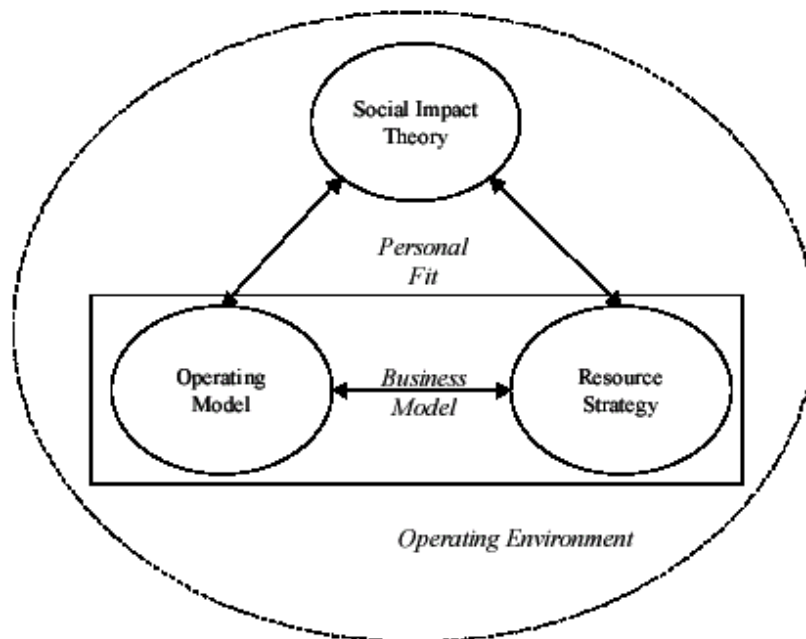 Social Impact
Theory
Personal
Fit
Operating
Model
Business
Model
Resource
Strategy
Operating Environment